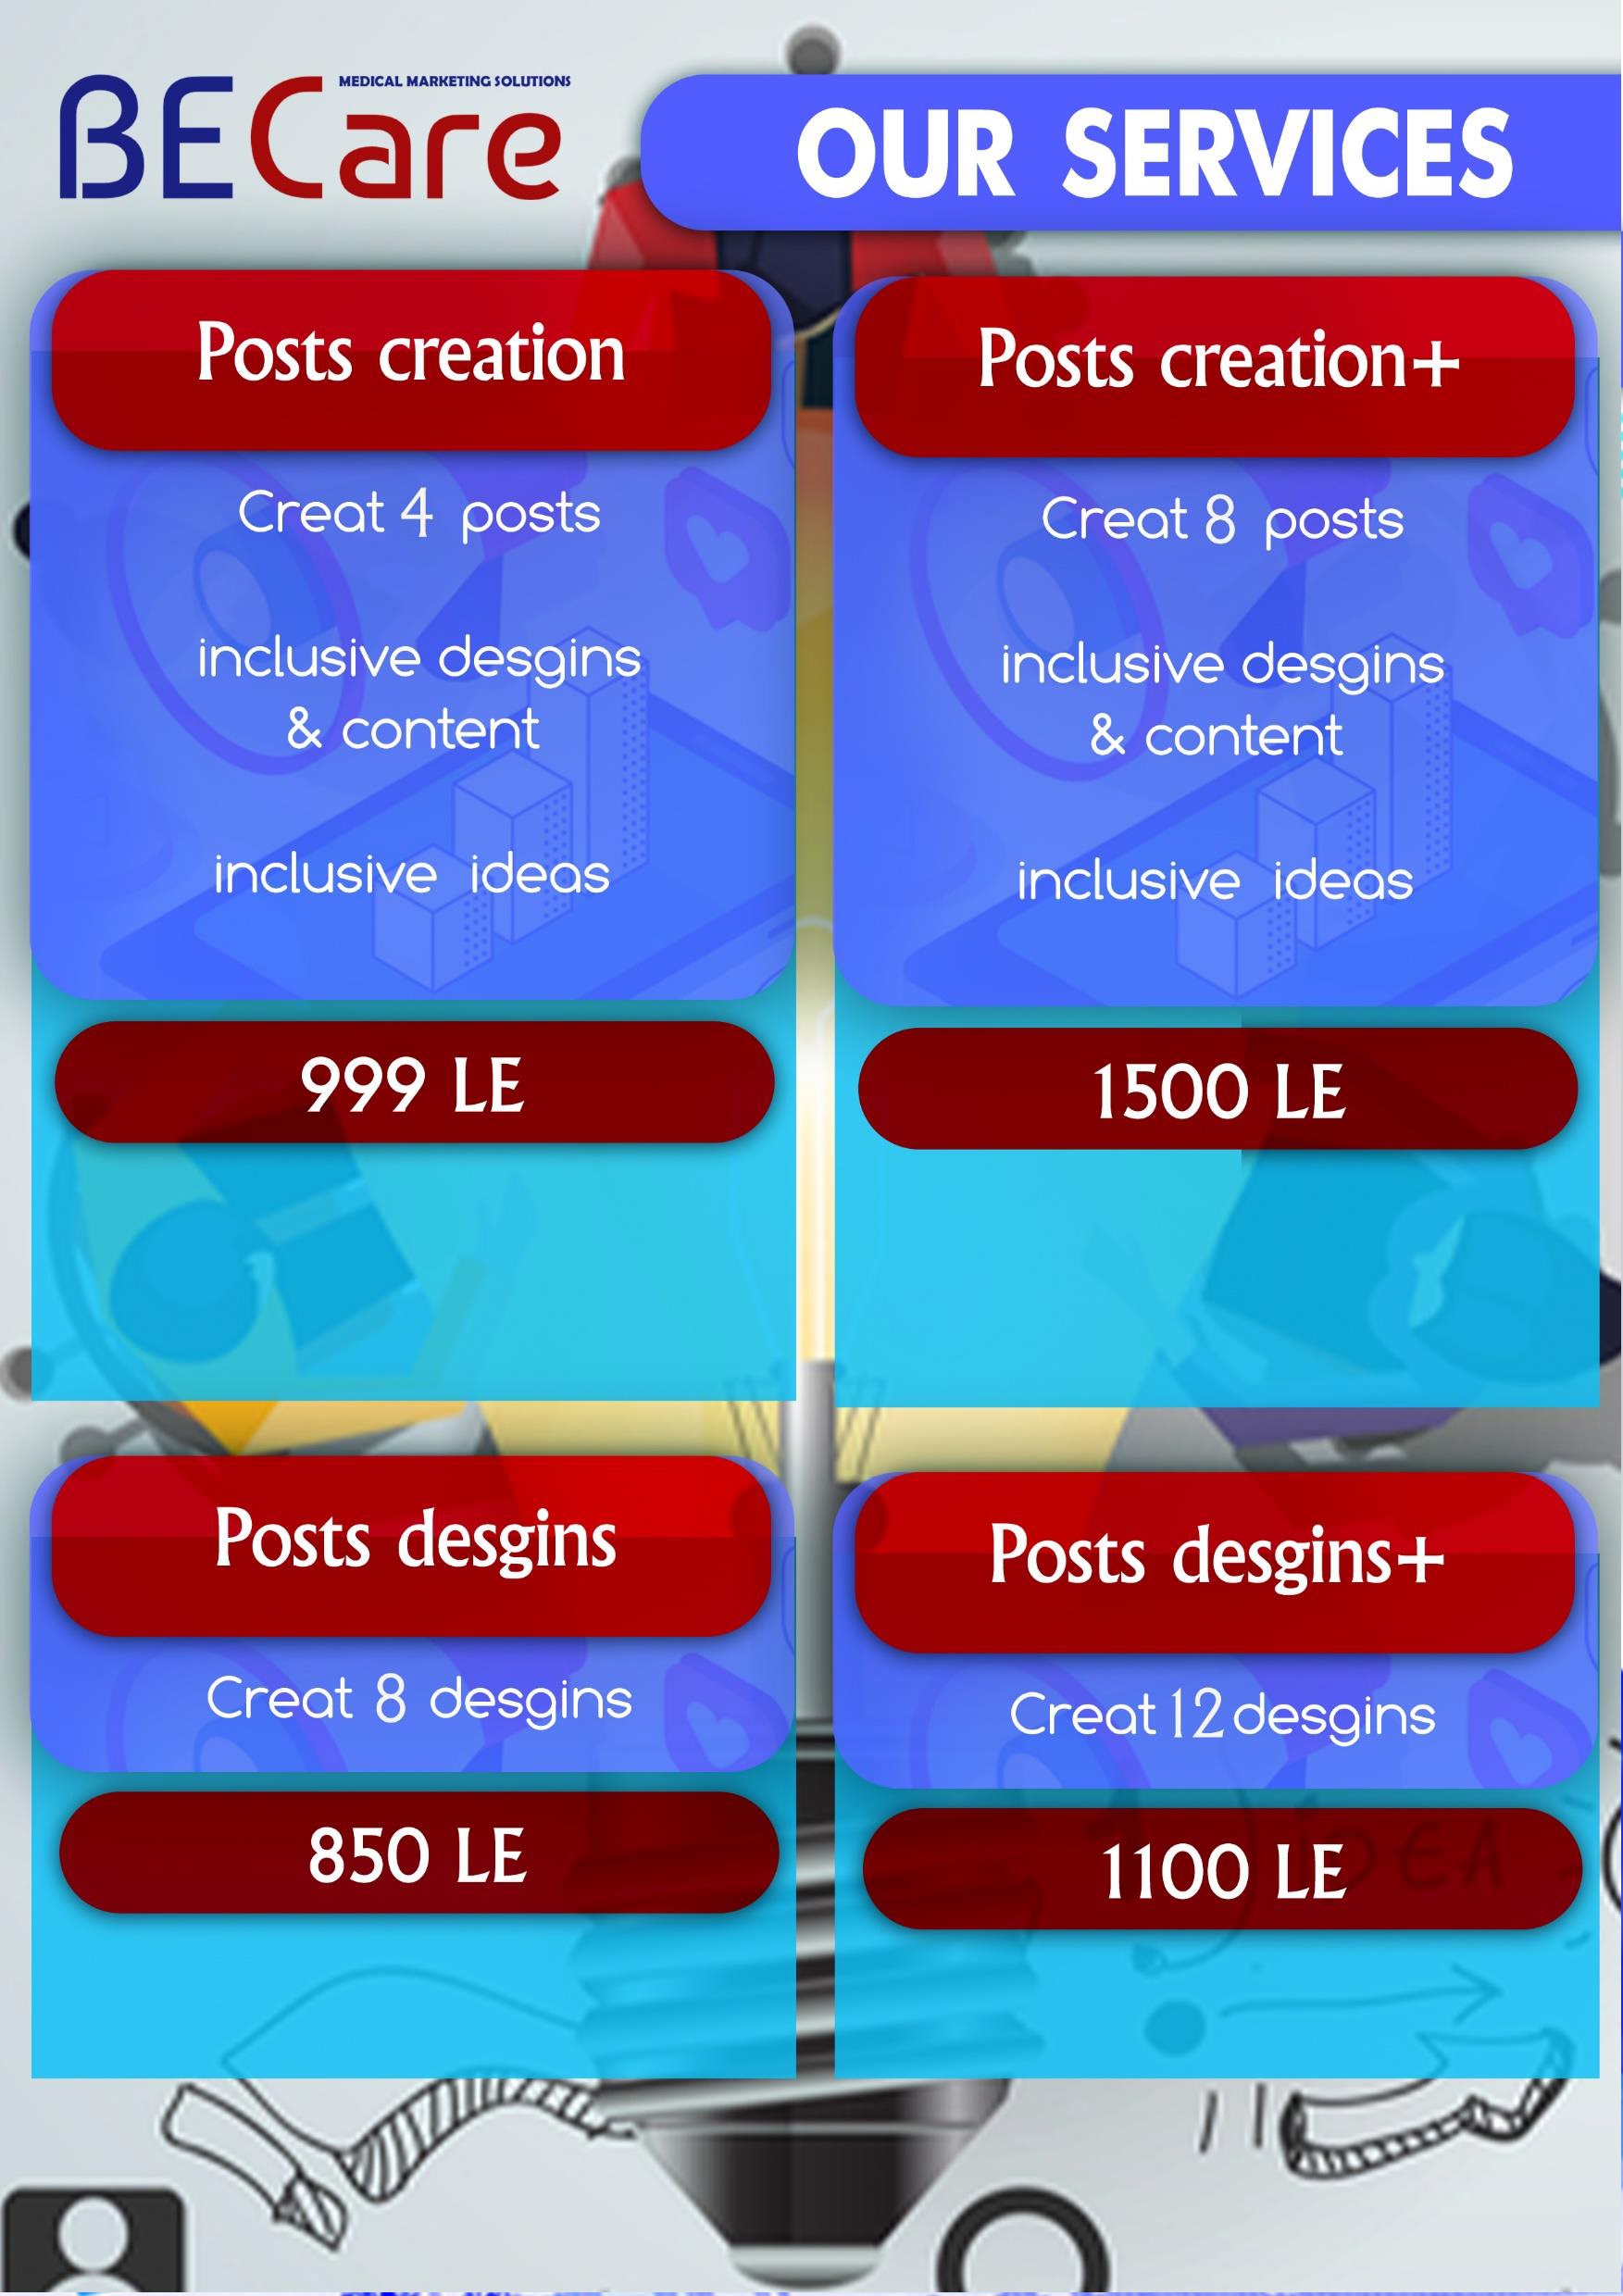 MEDICAL MARKETING SOLUTIONS
BECare
OUR SERVICES
Posts creation
Creat 4 posts
inclusive desgins
& content
inclusive ideas
999 LE
Posts creation+
Creat 8 posts
inclusive desgins
& content
inclusive ideas
1500 LE
Posts desgins
Creat 8 desgins
850 LE
Posts desgins+
Creat 12 desgins
1100 LE
IDEA